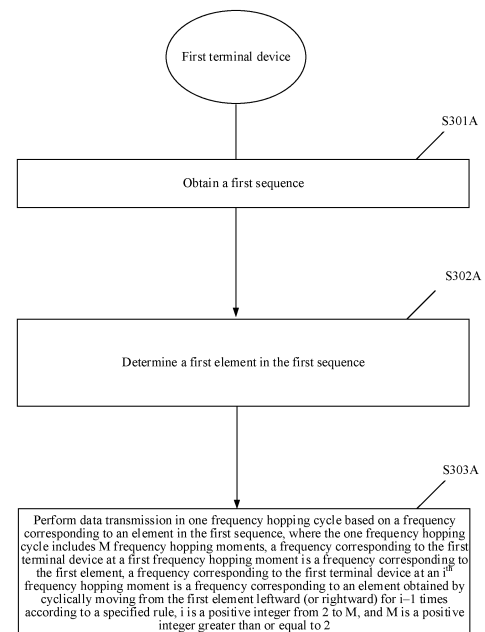 First terminal device
S301A
Obtain a first sequence
S302A
Determine a first element in the first sequence
S303A
Perform data transmission in one frequency hopping cycle based on a frequency
corresponding to an element in the first sequence, where the one frequency hopping
cycle includes M frequency hopping moments, a frequency corresponding to the first
terminal device at a first frequency hopping moment is a frequency corresponding to
the first element, a frequency corresponding to the first terminal device at an ith
frequency hopping moment is a frequency corresponding to an element obtained by
cyclically moving from the first element leftward (or rightward) for i–1 times
according to a specified rule, i is a positive integer from 2 to M, and M is a positive
integer greater than or equal to 2